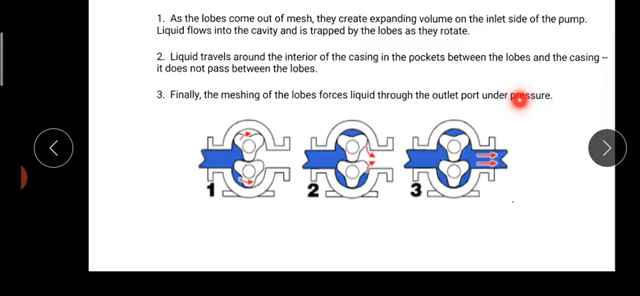 1. As the lobes come out of mesh, they create expanding volume on the inlet side of the pump.
Liquid flows into the cavity and is trapped by the lobes as they rotate.
2. Liquid travels around the interior of the casing in the pockets between the lobes and the casing --
it does not pass between the lobes.
3. Finally, the meshing of the lobes forces liquid through the outlet port under pressure.
1 2 3